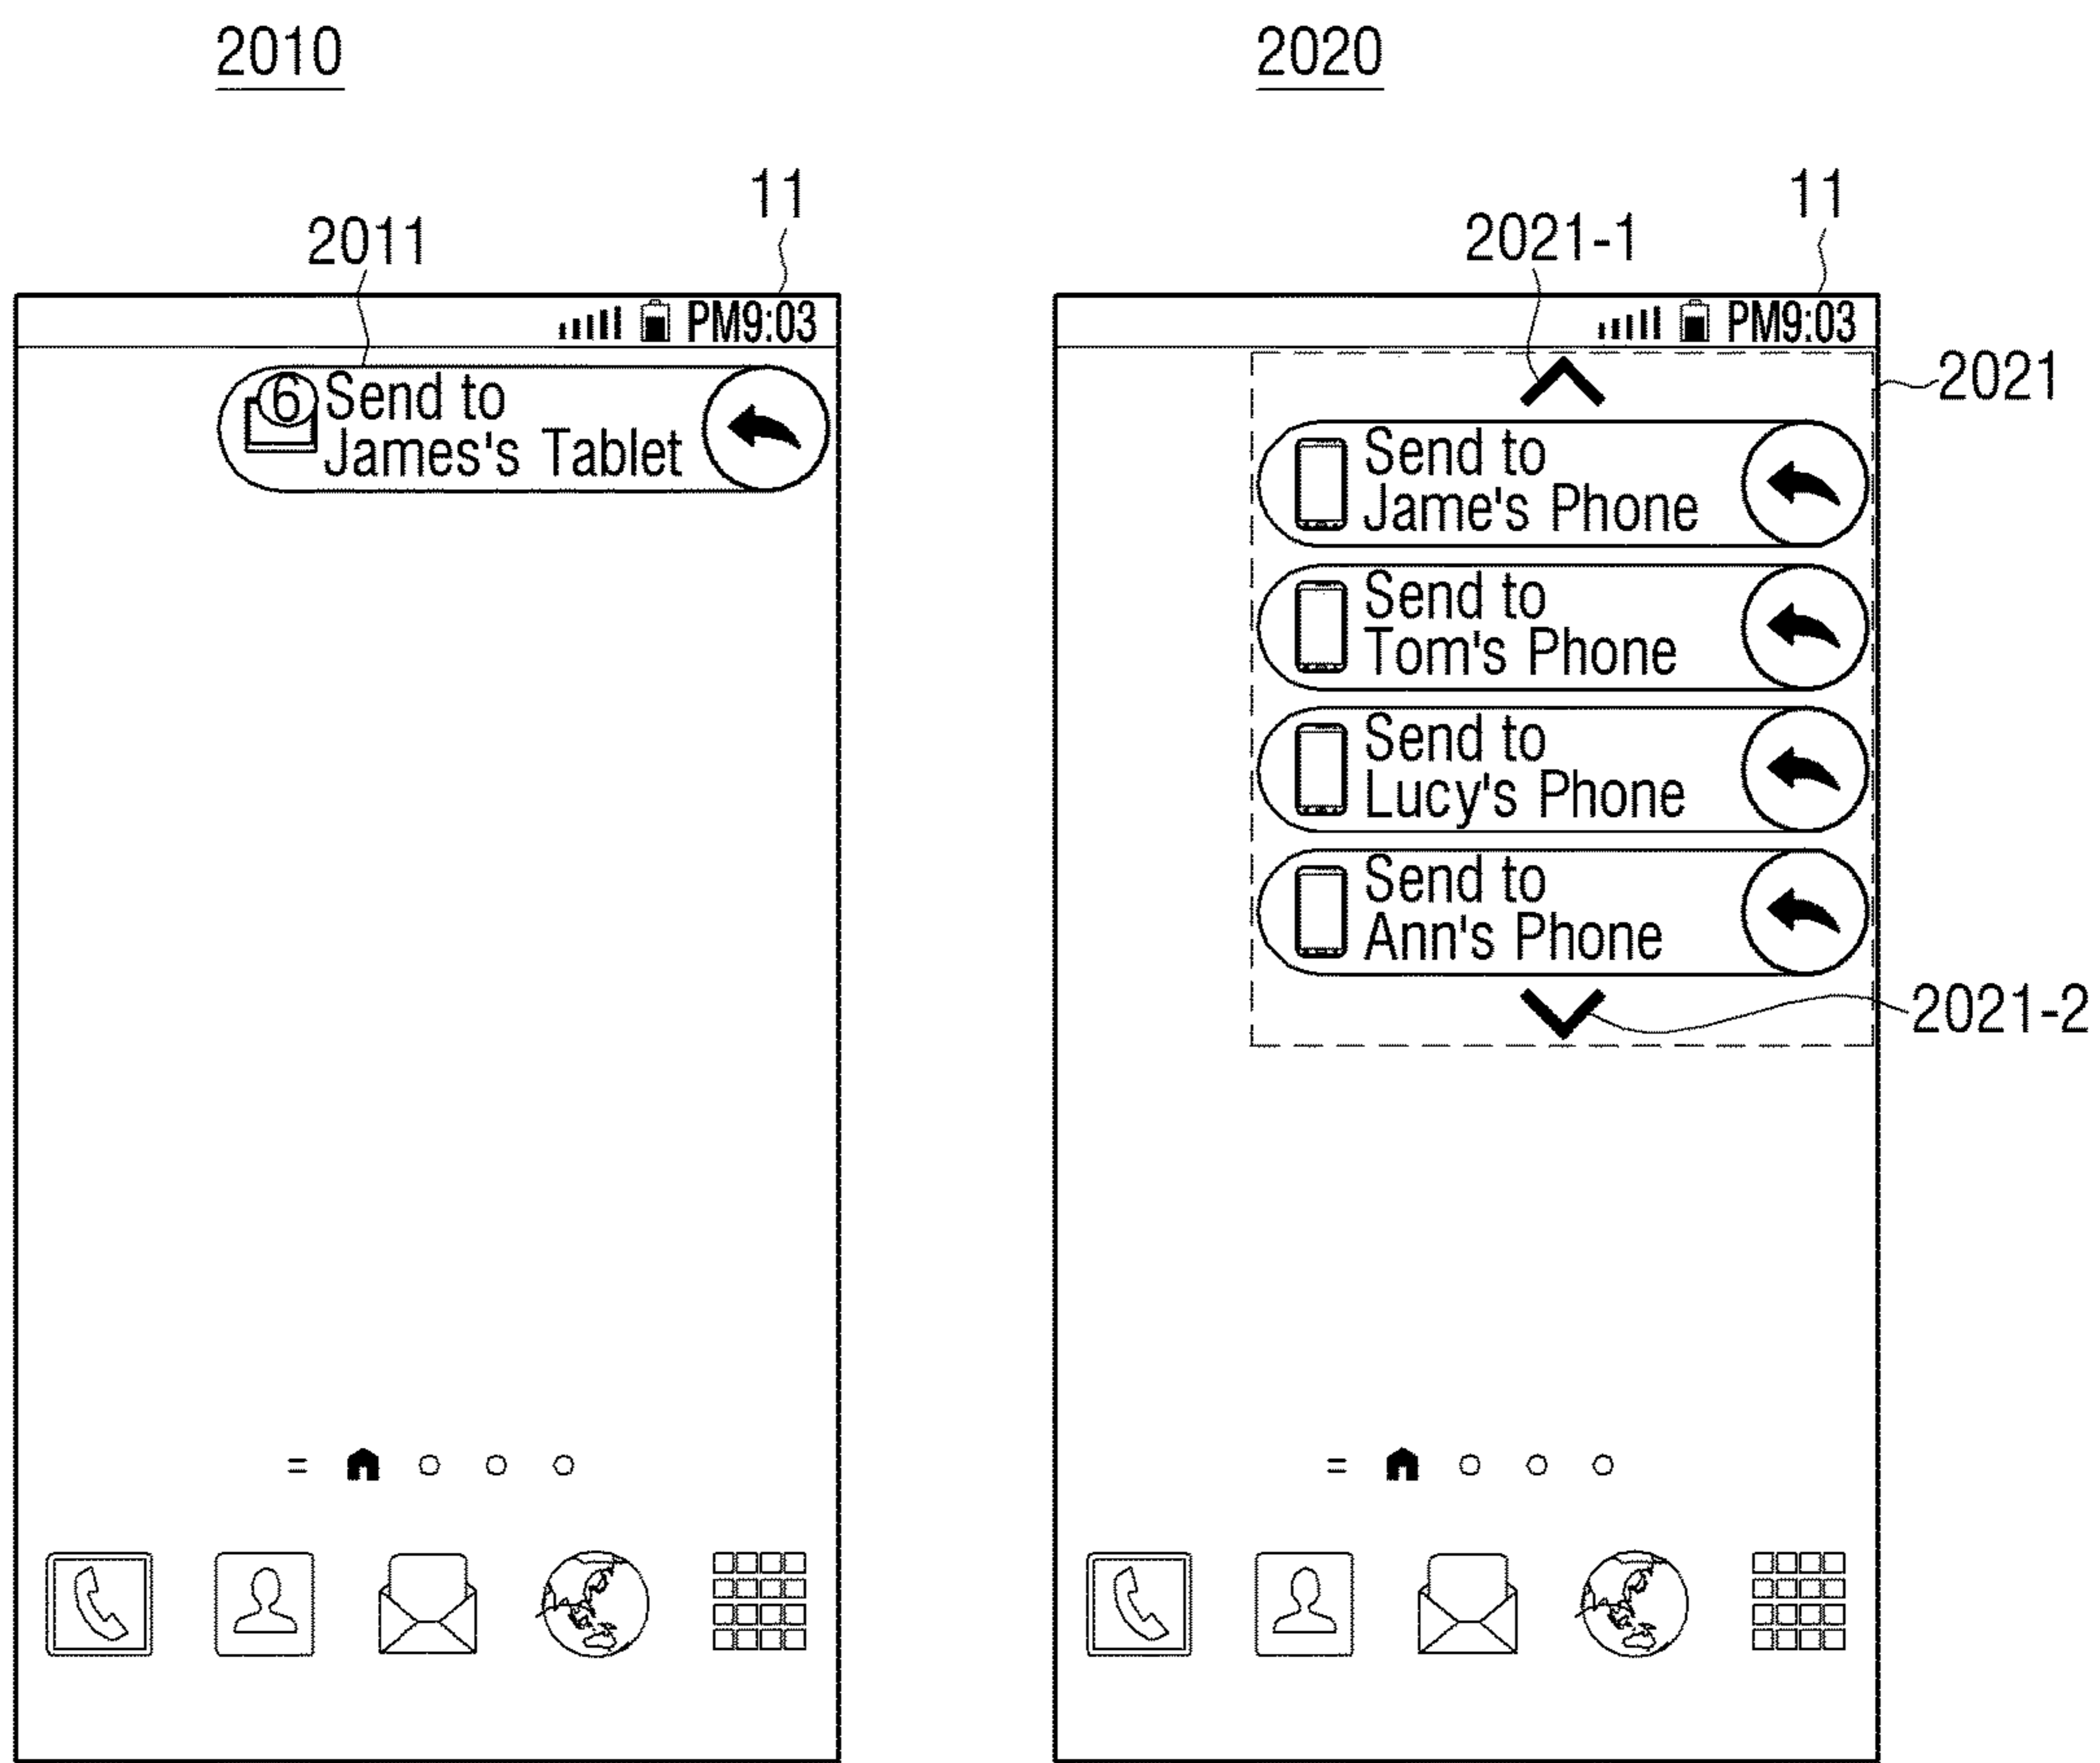 2010
2020
11
2011
PM9:03
6 Send to
James's Tablet
11
2021-1
PM9:03
2021
Send to
Jame's Phone
Send to
Tom's Phone
Send to
Lucy's Phone
Send to
Ann's Phone
2021-2